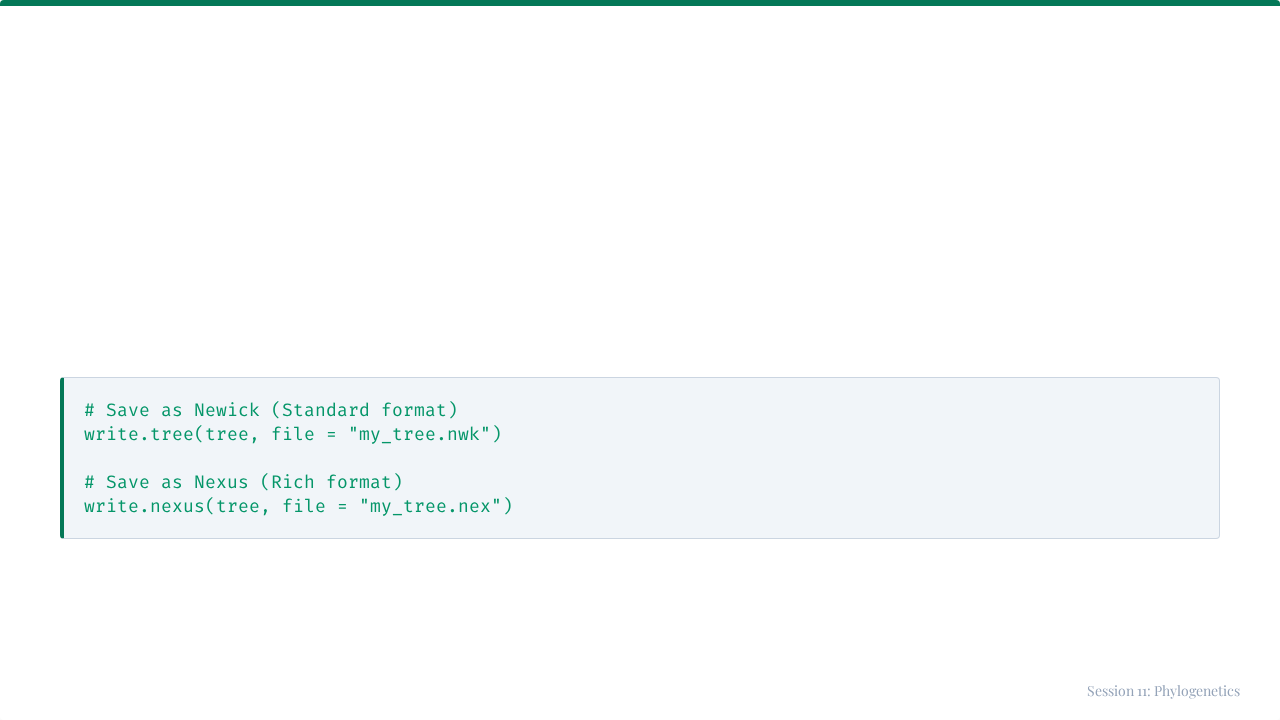 # Save as Newick (Standard format)
write.tree(tree, file = "my_tree.nwk")
# Save as Nexus (Rich format)
write.nexus(tree, file = "my_tree.nex")
Session 11: Phylogenetics